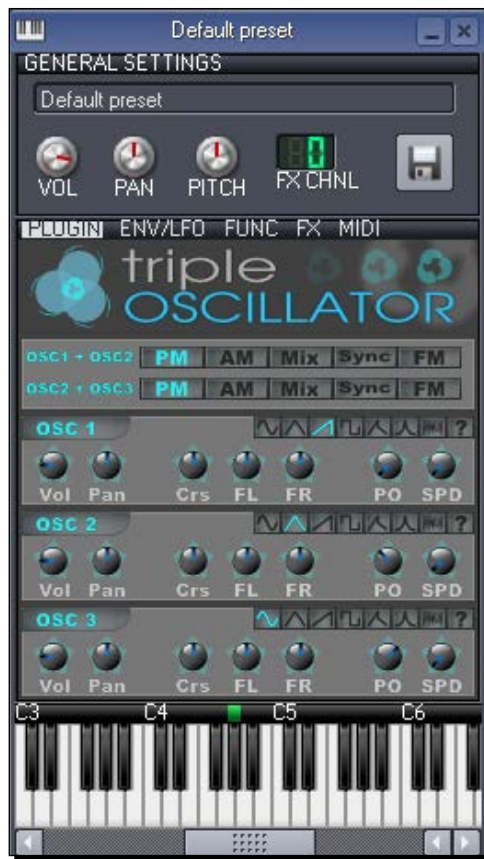 Default preset
GENERAL SETTINGS
Default preset
0
VOL PAN PITCH FX CHNL
PLUGIN ENV/LFO FUNC FX MIDI
triple
OSCILLATOR
OSC1 + OSC2 PM AM Mix Sync FM
OSC2 + OSC3 PM AM Mix Sync FM
OSC 1 ?
Vol Pan Crs FL FR PO SPD
OSC 2 ?
Vol Pan Crs FL FR PO SPD
OSC 3 ?
Vol Pan Crs FL FR PO SPD
C3 C4 C5 C6